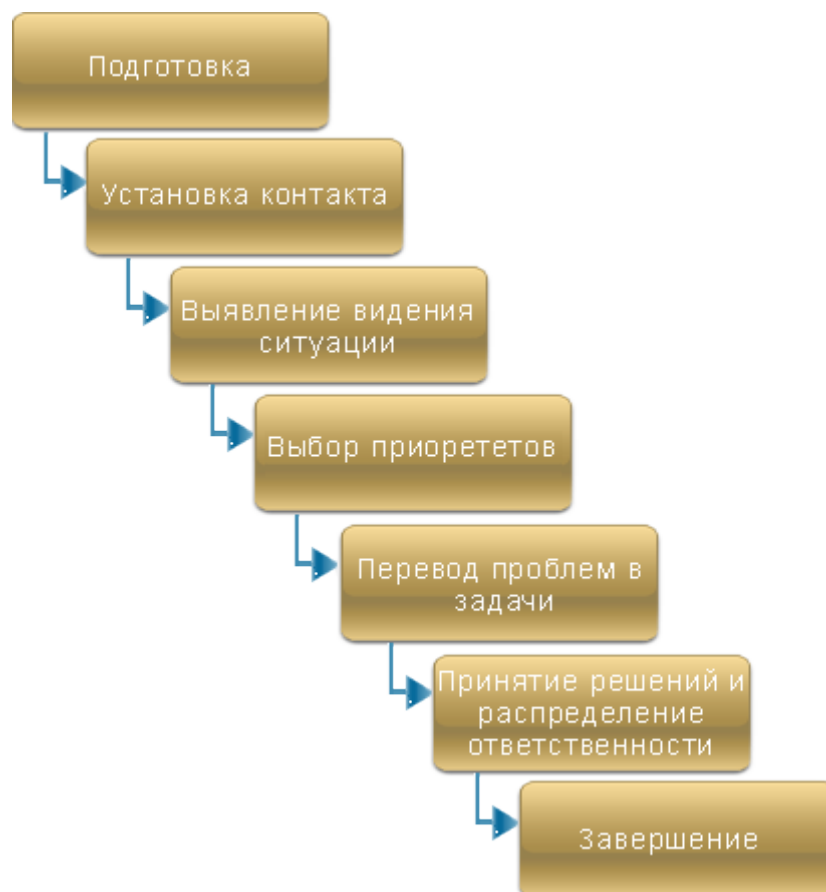 Подготовка
Установка контакта
Выявление видения
ситуации
Выбор приорететов
Перевод проблем в
задачи
Принятие решений и
распределение
ответственности
Завершение